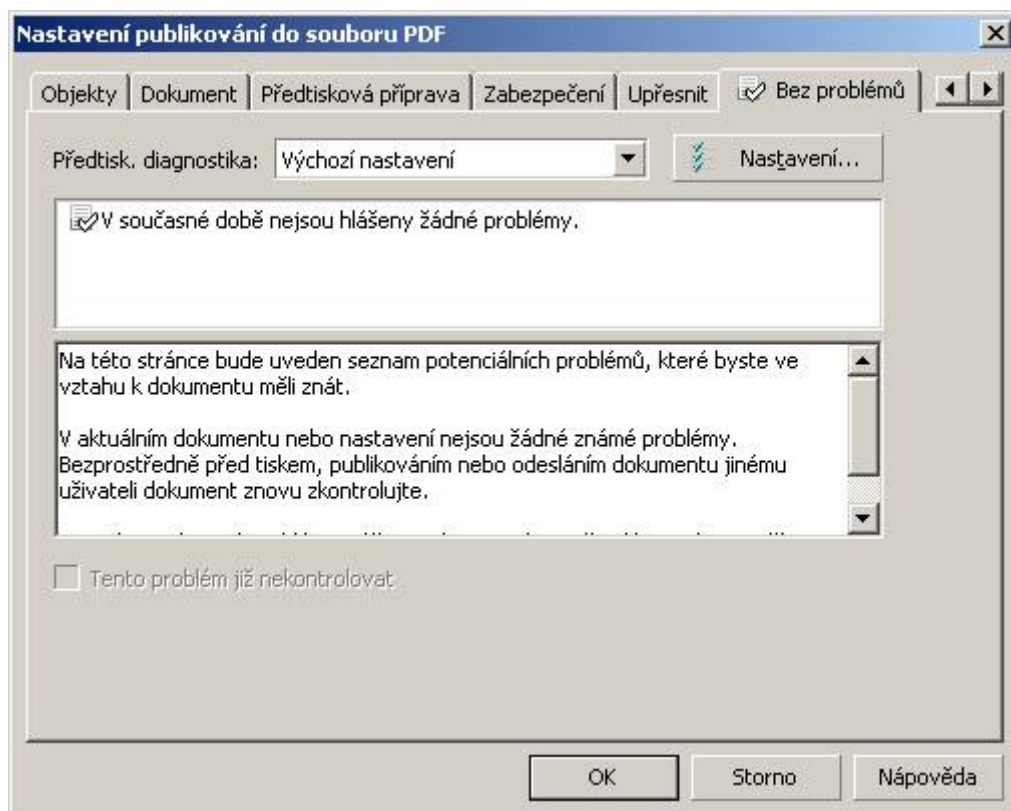 Nastavení publikování do souboru PDF
Objekty Dokument Předtisková příprava Zabezpečení Upřesnit Bez problémů
Předtisk. diagnostika: Výchozí nastavení Nastavení...
V současné době nejsou hlášeny žádné problémy.
Na této stránce bude uveden seznam potenciálních problémů, které byste ve
vztahu k dokumentu měli znát.
V aktuálním dokumentu nebo nastavení nejsou žádné známé problémy.
Bezprostředně před tiskem, publikováním nebo odesláním dokumentu jinému
uživateli dokument znovu zkontrolujte.
Tento problém již nekontrolovat
OK Storno Nápověda